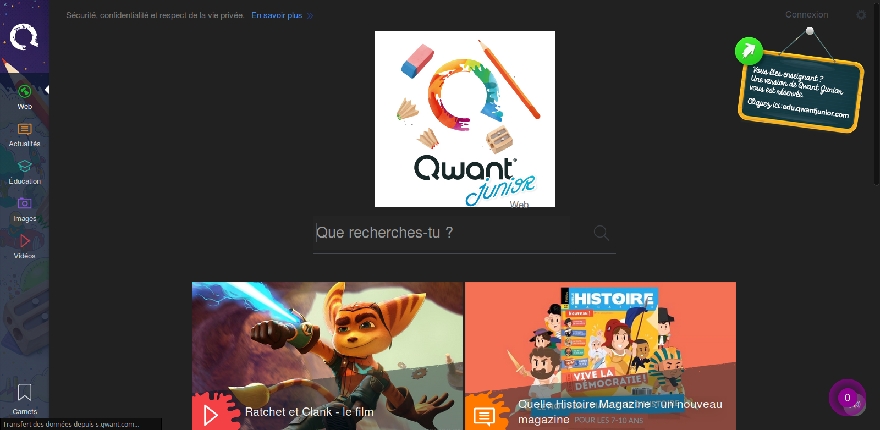 Sécurité, confidentialité et respect de la vie privée En savoir plus
Connexion
Vous êtes enseignant ?
Une version de Qwant Junior
vous est réservée.
Cliquez ici : edu.qwantjunior.com
Qwant
JUNIOR
Web
Que recherches-tu ?
Web
Actualités
Éducation
Images
Vidéos
Carnets
Ratchet et Clank - le film
HISTOIRE
VIVE LA
DÉMOCRATIE!
Quelle Histoire Magazine : un nouveau
magazine
POUR LES 7-10 ANS
0
Transfert des données depuis s.qwant.com...